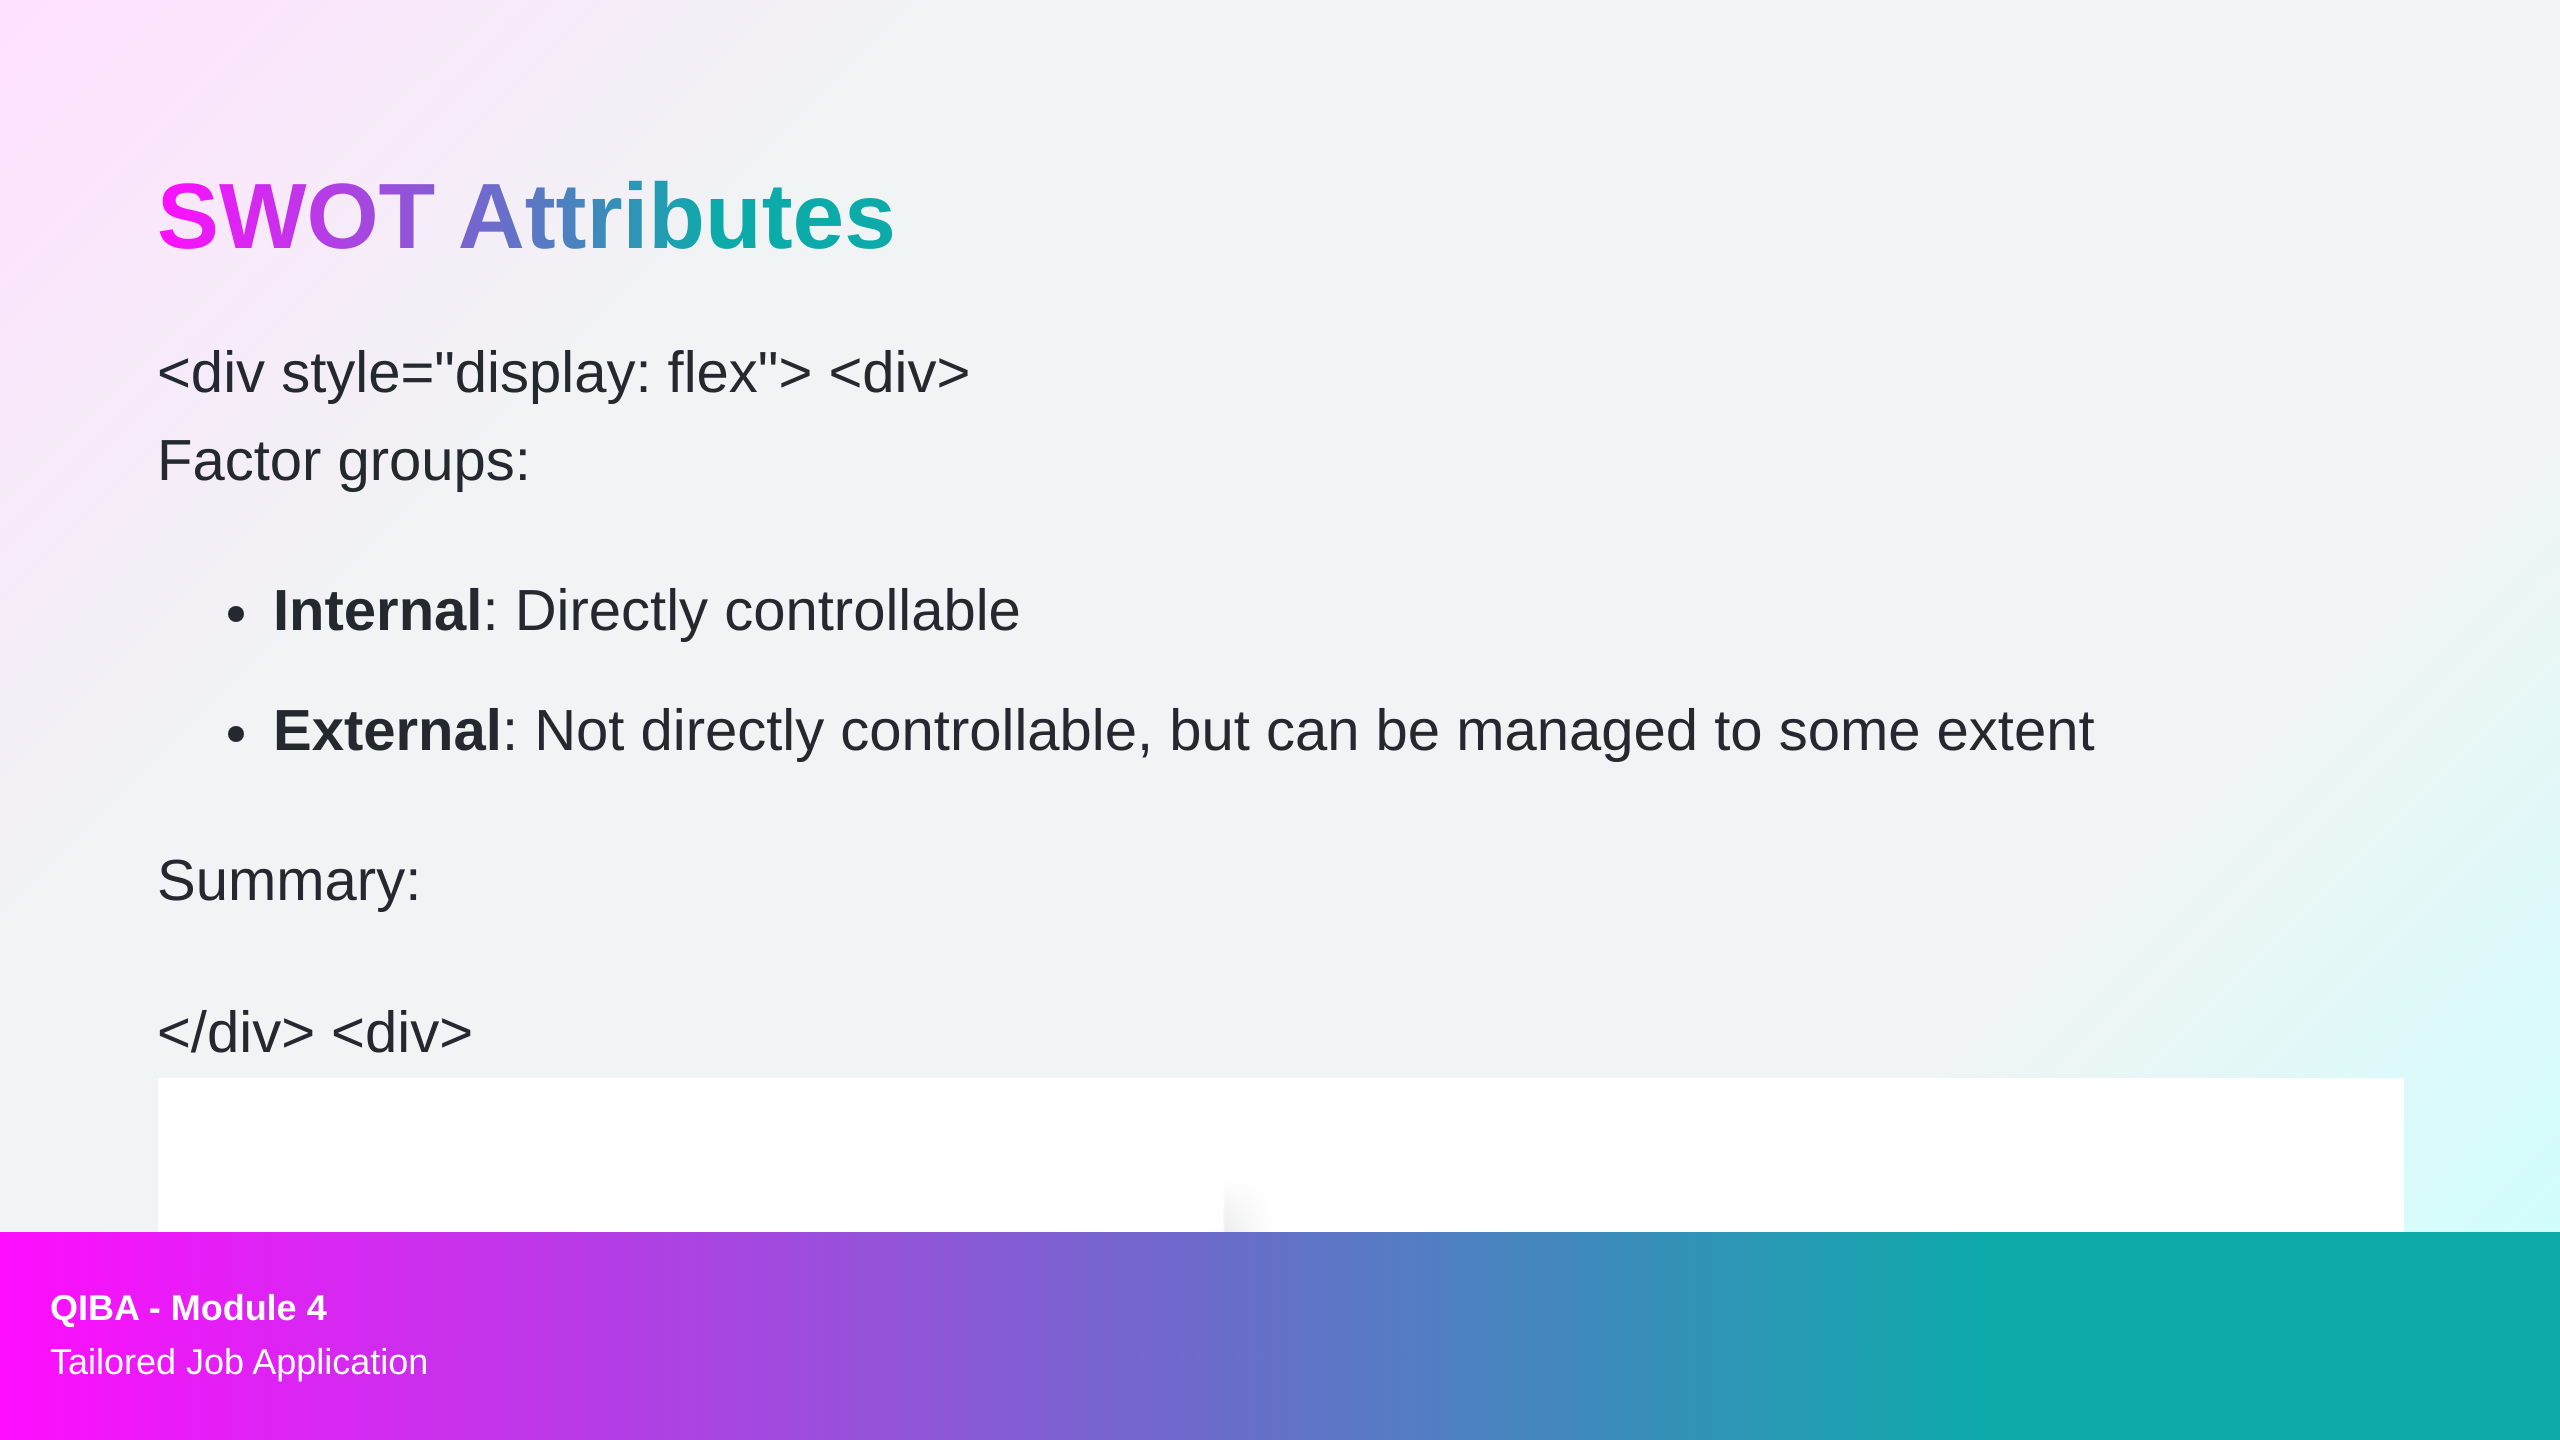 SWOT Attributes
<div style="display: flex"> <div>
Factor groups:
• Internal: Directly controllable
• External: Not directly controllable, but can be managed to some extent
Summary:
</div> <div>
QIBA - Module 4
Tailored Job Application